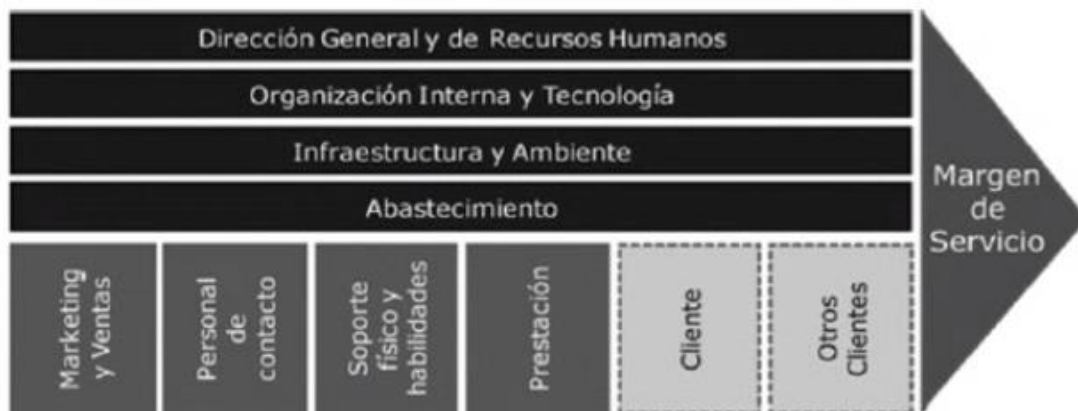 Dirección General y de Recursos Humanos
Organización Interna y Tecnología
Infraestructura y Ambiente
Abastecimiento
Marketing
y Ventas
Personal
de
contacto
Soporte
físico y
habilidades
Prestación
Cliente
Otros
Clientes
Margen
de
Servicio